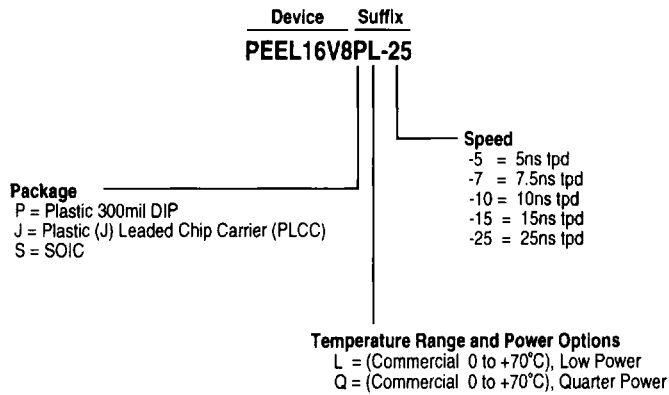 Device Suffix
PEEL16V8PL-25
Speed
-5 = 5ns tpd
-7 = 7.5ns tpd
-10 = 10ns tpd
-15 = 15ns tpd
-25 = 25ns tpd
Package
P = Plastic 300mil DIP
J = Plastic (J) Leaded Chip Carrier (PLCC)
S = SOIC
Temperature Range and Power Options
L = (Commercial 0 to +70°C), Low Power
Q = (Commercial 0 to +70°C), Quarter Power